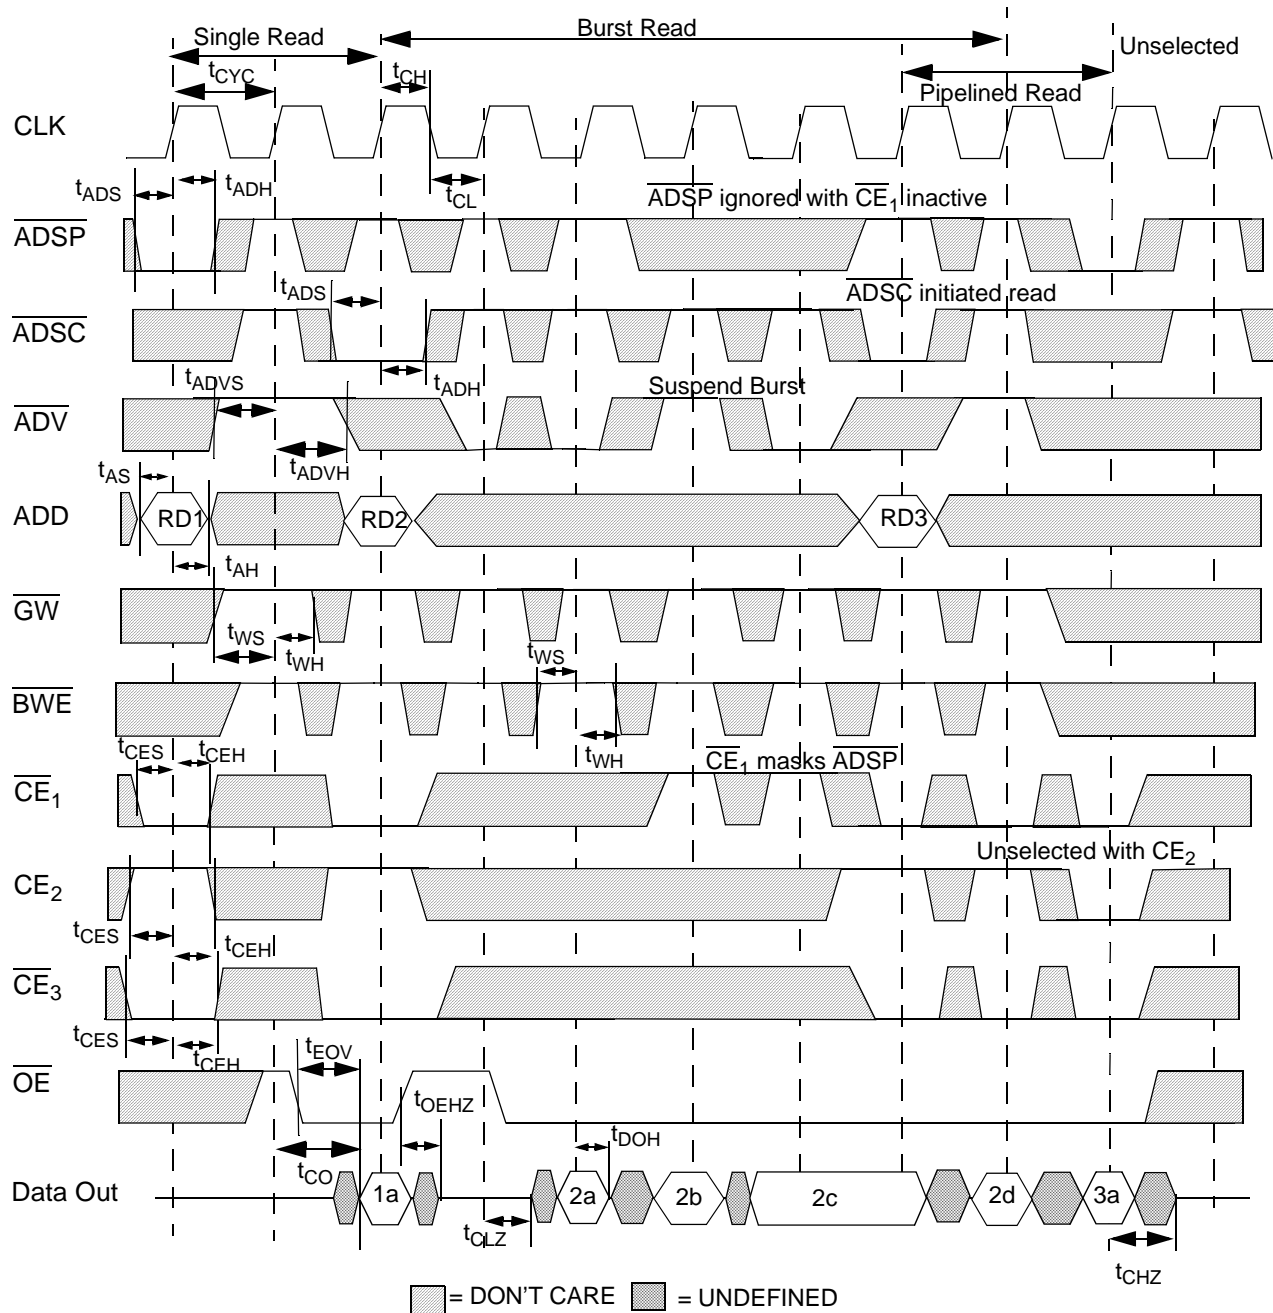 Single Read
Burst Read
Unselected
tCYC
tCH
Pipelined Read
CLK
tADS
tADH
tCL
ADSP ignored with CE1 inactive
ADSP
tADS
ADSC initiated read
ADSC
tADVS
tADH
Suspend Burst
ADV
tADVH
tAS
ADD
RD1
RD2
RD3
tAH
GW
tWS
tWH
tWS
BWE
tCES
tCEH
tWH
CE1 masks ADSP
CE1
Unselected with CE2
CE2
tCES
tCEH
CE3
tCES
tCEH
tEOV
OE
tOEHZ
tCO
tDOH
Data Out
1a
2a
2b
2c
2d
3a
tCLZ
tCHZ
= DON'T CARE
= UNDEFINED